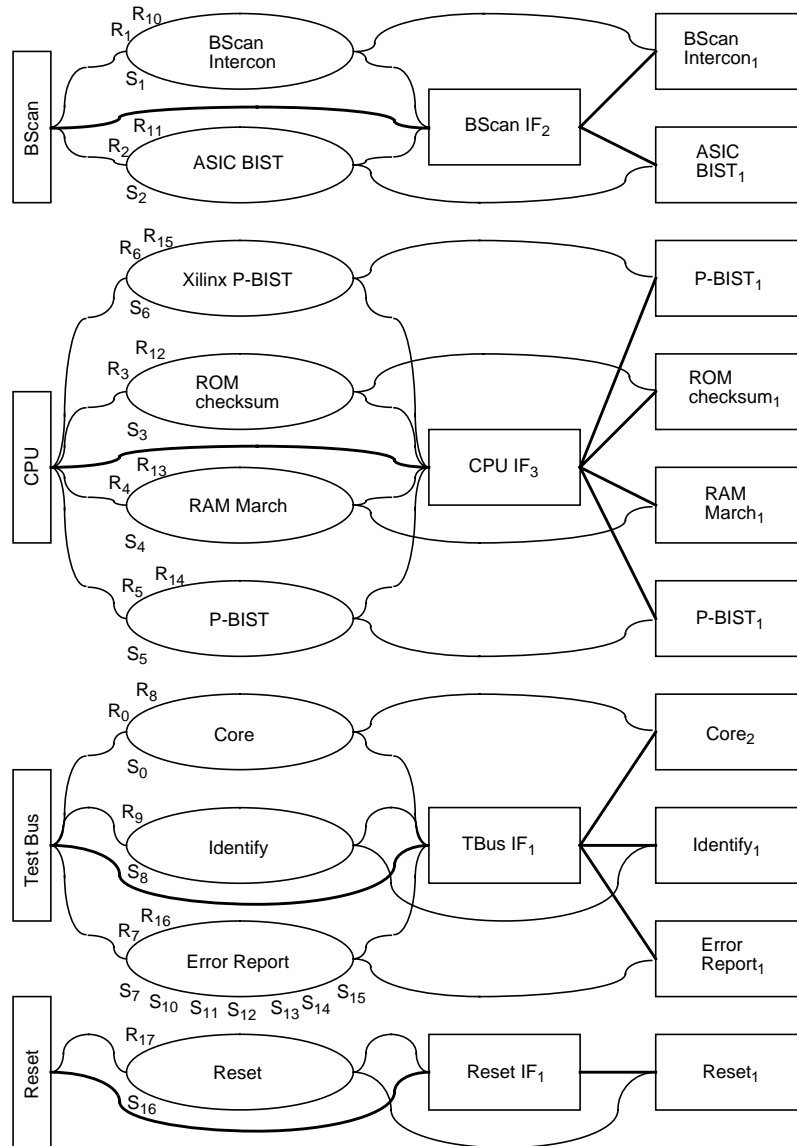 R1 R10
BScan
Intercon
S1
BScan
R11
R2
ASIC BIST
S2
BScan IF2
BScan
Intercon1
ASIC
BIST1
R6 R15
Xilinx P-BIST
S6
R12
R3
ROM
checksum
S3
CPU
R13
R4
RAM March
S4
R14
R5
P-BIST
S5
CPU IF3
P-BIST1
ROM
checksum1
RAM
March1
P-BIST1
R8
R0
Core
S0
Test Bus
R9
Identify
S8
R16
R7
Error Report
S7 S10 S11 S12 S13 S14 S15
TBus IF1
Core2
Identify1
Error
Report1
Reset
R17
Reset
S16
Reset IF1
Reset1